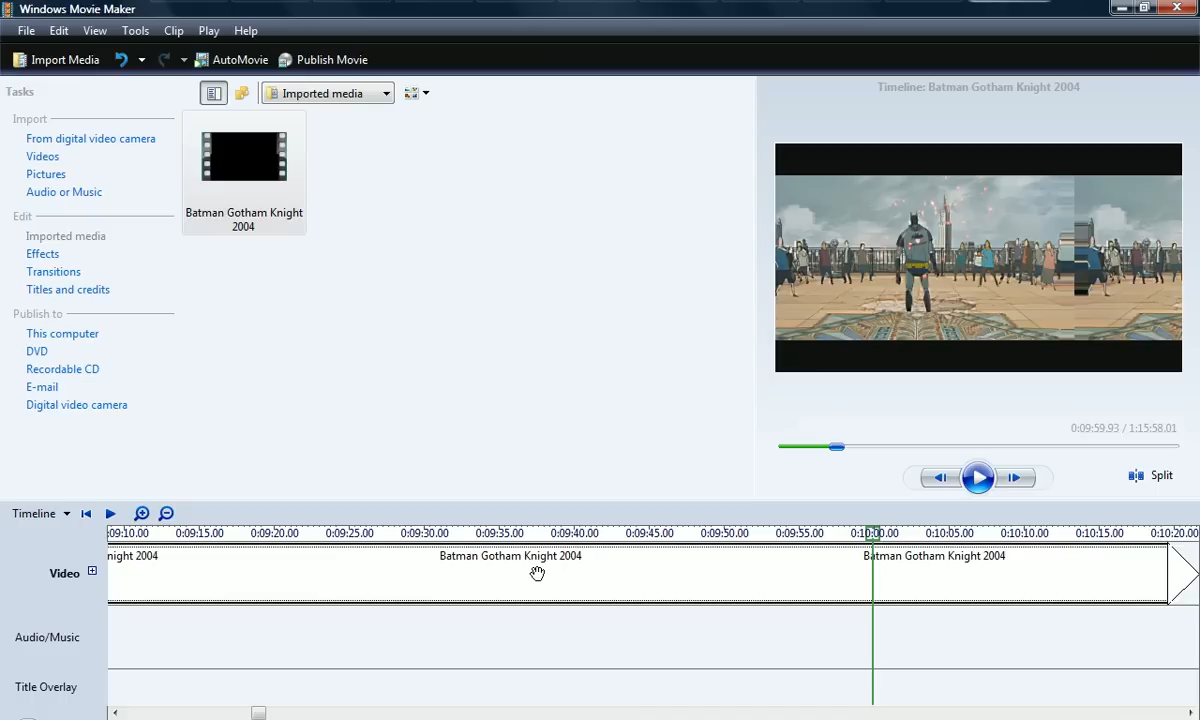 Windows Movie Maker
File Edit View Tools Clip Play Help
Import Media AutoMovie Publish Movie
Tasks
Imported media
Timeline: Batman Gotham Knight 2004
Import
From digital video camera
Videos
Pictures
Audio or Music
Batman Gotham Knight
2004
Edit
Imported media
Effects
Transitions
Titles and credits
Publish to
This computer
DVD
Recordable CD
E-mail
Digital video camera
0:09:59.93 / 1:15:58.01
Split
Timeline
0:09:10.00 0:09:15.00 0:09:20.00 0:09:25.00 0:09:30.00 0:09:35.00 0:09:40.00 0:09:45.00 0:09:50.00 0:09:55.00 0:10:00.00 0:10:05.00 0:10:10.00 0:10:15.00 0:10:20.00
night 2004 Batman Gotham Knight 2004 Batman Gotham Knight 2004
Video
Audio/Music
Title Overlay